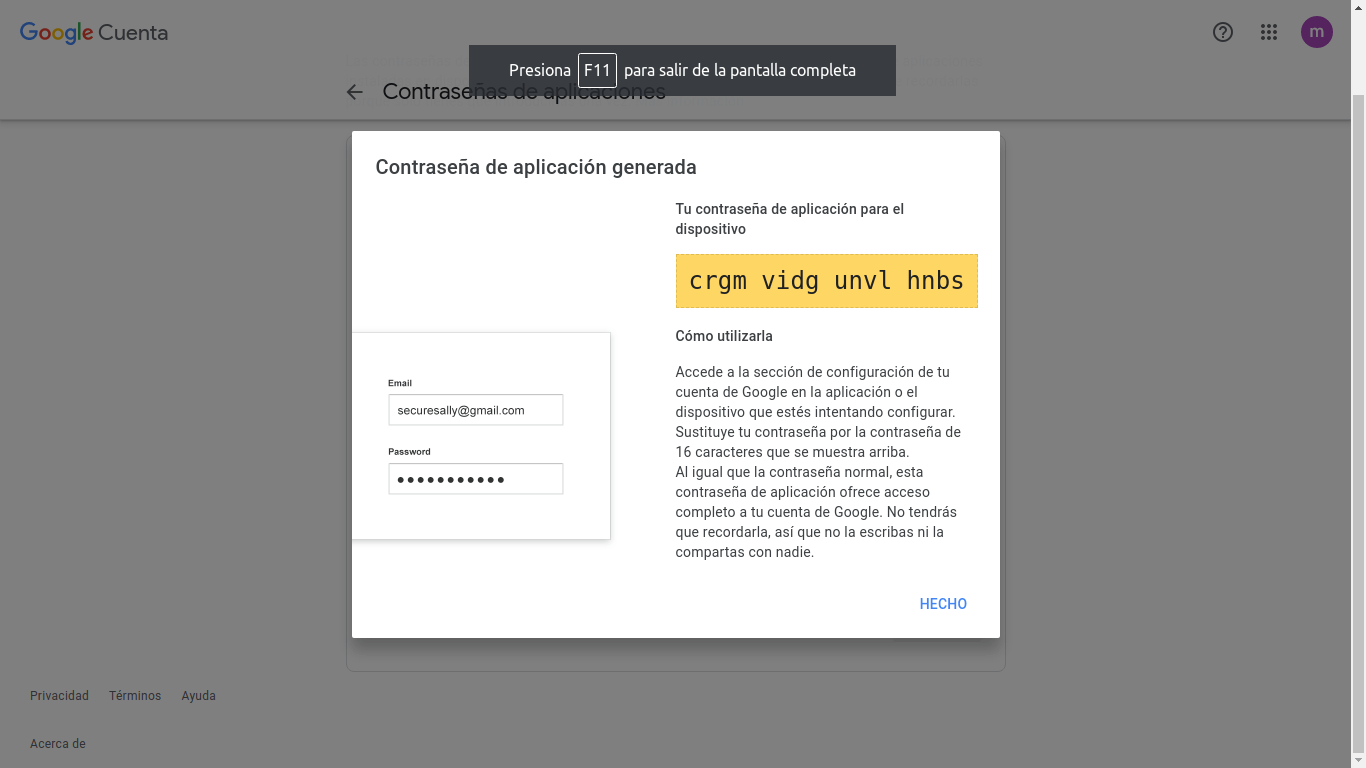 Google Cuenta
m
Presiona F11 para salir de la pantalla completa
Contraseñas de aplicaciones
Contraseña de aplicación generada
Tu contraseña de aplicación para el
dispositivo
crgm vidg unvl hnbs
Cómo utilizarla
Accede a la sección de configuración de tu
cuenta de Google en la aplicación o el
dispositivo que estés intentando configurar.
Sustituye tu contraseña por la contraseña de
16 caracteres que se muestra arriba.
Al igual que la contraseña normal, esta
contraseña de aplicación ofrece acceso
completo a tu cuenta de Google. No tendrás
que recordarla, así que no la escribas ni la
compartas con nadie.
Email
securesally@gmail.com
Password
HECHO
Privacidad Términos Ayuda
Acerca de